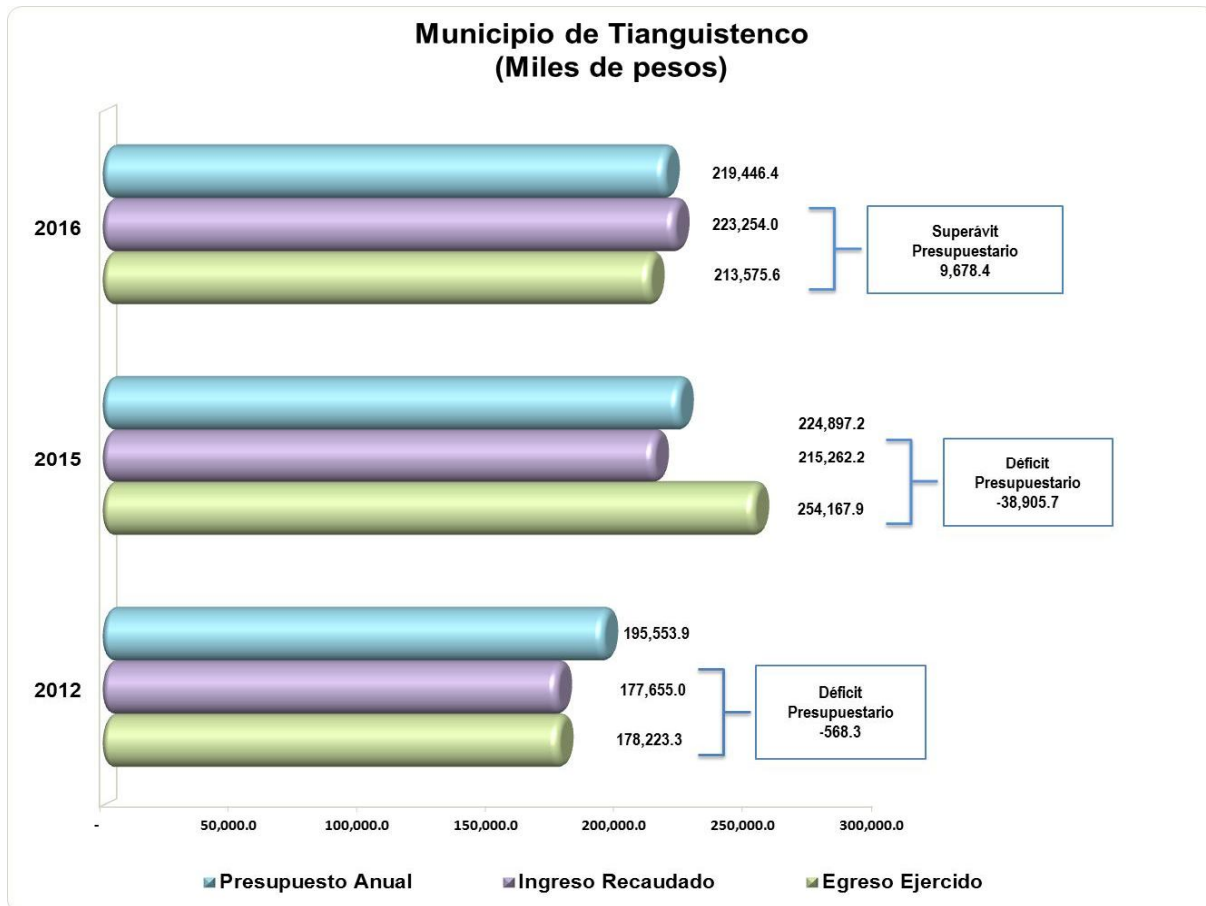 Municipio de Tianguistenco
(Miles de pesos)
2016
219,446.4
223,254.0
213,575.6
Superávit
Presupuestario
9,678.4
2015
224,897.2
215,262.2
254,167.9
Déficit
Presupuestario
-38,905.7
2012
195,553.9
177,655.0
178,223.3
Déficit
Presupuestario
-568.3
- 50,000.0 100,000.0 150,000.0 200,000.0 250,000.0 300,000.0
Presupuesto Anual Ingreso Recaudado Egreso Ejercido